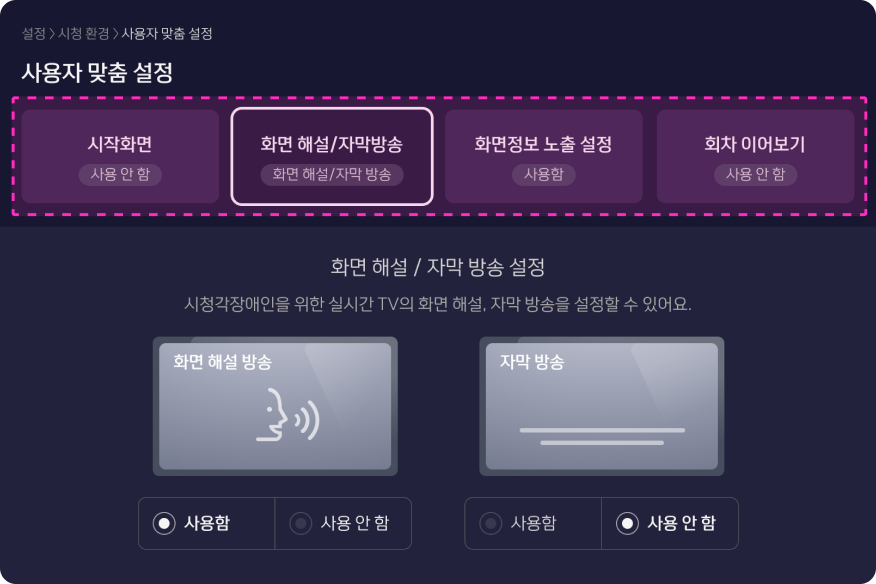 설정 > 시청 환경 > 사용자 맞춤 설정
사용자 맞춤 설정
시작화면
사용 안 함
화면 해설/자막방송
화면 해설/자막 방송
화면정보 노출 설정
사용함
회차 이어보기
사용 안 함
화면 해설 / 자막 방송 설정
시청각장애인을 위한 실시간 TV의 화면 해설, 자막 방송을 설정할 수 있어요.
화면 해설 방송
자막 방송
사용함 사용 안 함
사용함 사용 안 함